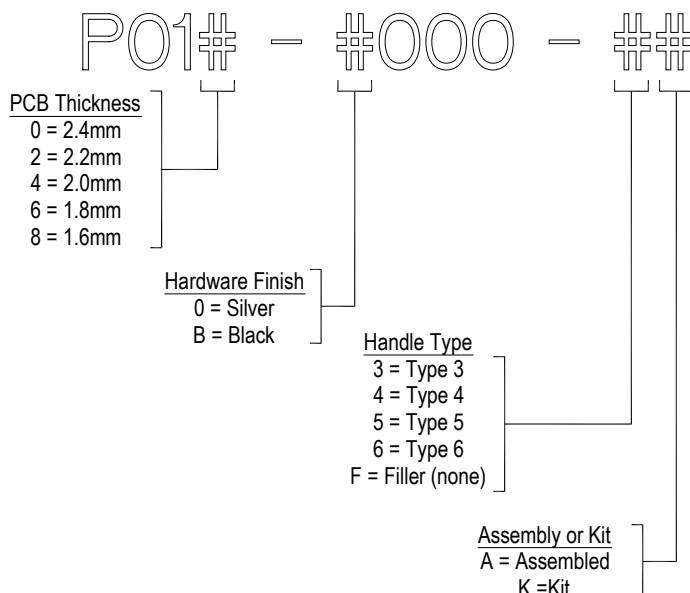 P01# - #000 - ##
PCB Thickness
0 = 2.4mm
2 = 2.2mm
4 = 2.0mm
6 = 1.8mm
8 = 1.6mm
Hardware Finish
0 = Silver
B = Black
Handle Type
3 = Type 3
4 = Type 4
5 = Type 5
6 = Type 6
F = Filler (none)
Assembly or Kit
A = Assembled
K =Kit